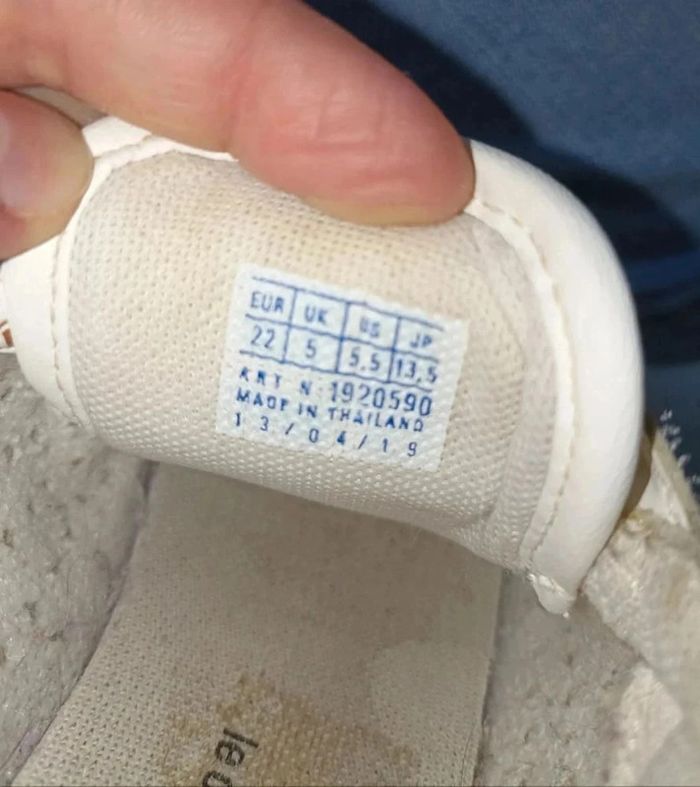 EUR UK US JP
22 5 5,5 13,5
ART N: 1920590
MADE IN THAILAND
13/04/19